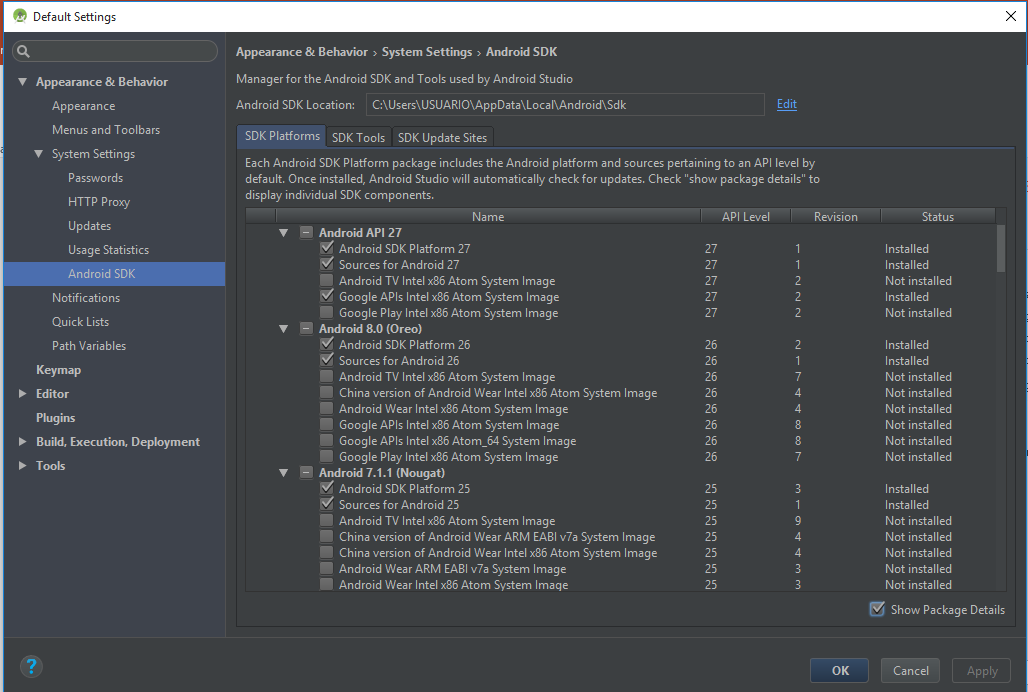 Default Settings
Appearance & Behavior
Appearance
Menus and Toolbars
System Settings
Passwords
HTTP Proxy
Updates
Usage Statistics
Android SDK
Notifications
Quick Lists
Path Variables
Keymap
Editor
Plugins
Build, Execution, Deployment
Tools
Appearance & Behavior › System Settings › Android SDK
Manager for the Android SDK and Tools used by Android Studio
Android SDK Location: C:\Users\USUARIO\AppData\Local\Android\Sdk Edit
SDK Platforms SDK Tools SDK Update Sites
Each Android SDK Platform package includes the Android platform and sources pertaining to an API level by
default. Once installed, Android Studio will automatically check for updates. Check "show package details" to
display individual SDK components.
Name API Level Revision Status
Android API 27
Android SDK Platform 27 27 1 Installed
Sources for Android 27 27 1 Installed
Android TV Intel x86 Atom System Image 27 2 Not installed
Google APIs Intel x86 Atom System Image 27 2 Installed
Google Play Intel x86 Atom System Image 27 2 Not installed
Android 8.0 (Oreo)
Android SDK Platform 26 26 2 Installed
Sources for Android 26 26 1 Installed
Android TV Intel x86 Atom System Image 26 7 Not installed
China version of Android Wear Intel x86 Atom System Image 26 4 Not installed
Android Wear Intel x86 Atom System Image 26 4 Not installed
Google APIs Intel x86 Atom System Image 26 8 Not installed
Google APIs Intel x86 Atom_64 System Image 26 8 Not installed
Google Play Intel x86 Atom System Image 26 7 Not installed
Android 7.1.1 (Nougat)
Android SDK Platform 25 25 3 Installed
Sources for Android 25 25 1 Installed
Android TV Intel x86 Atom System Image 25 9 Not installed
China version of Android Wear ARM EABI v7a System Image 25 4 Not installed
China version of Android Wear Intel x86 Atom System Image 25 4 Not installed
Android Wear ARM EABI v7a System Image 25 3 Not installed
Android Wear Intel x86 Atom System Image 25 3 Not installed
Show Package Details
? OK Cancel Apply